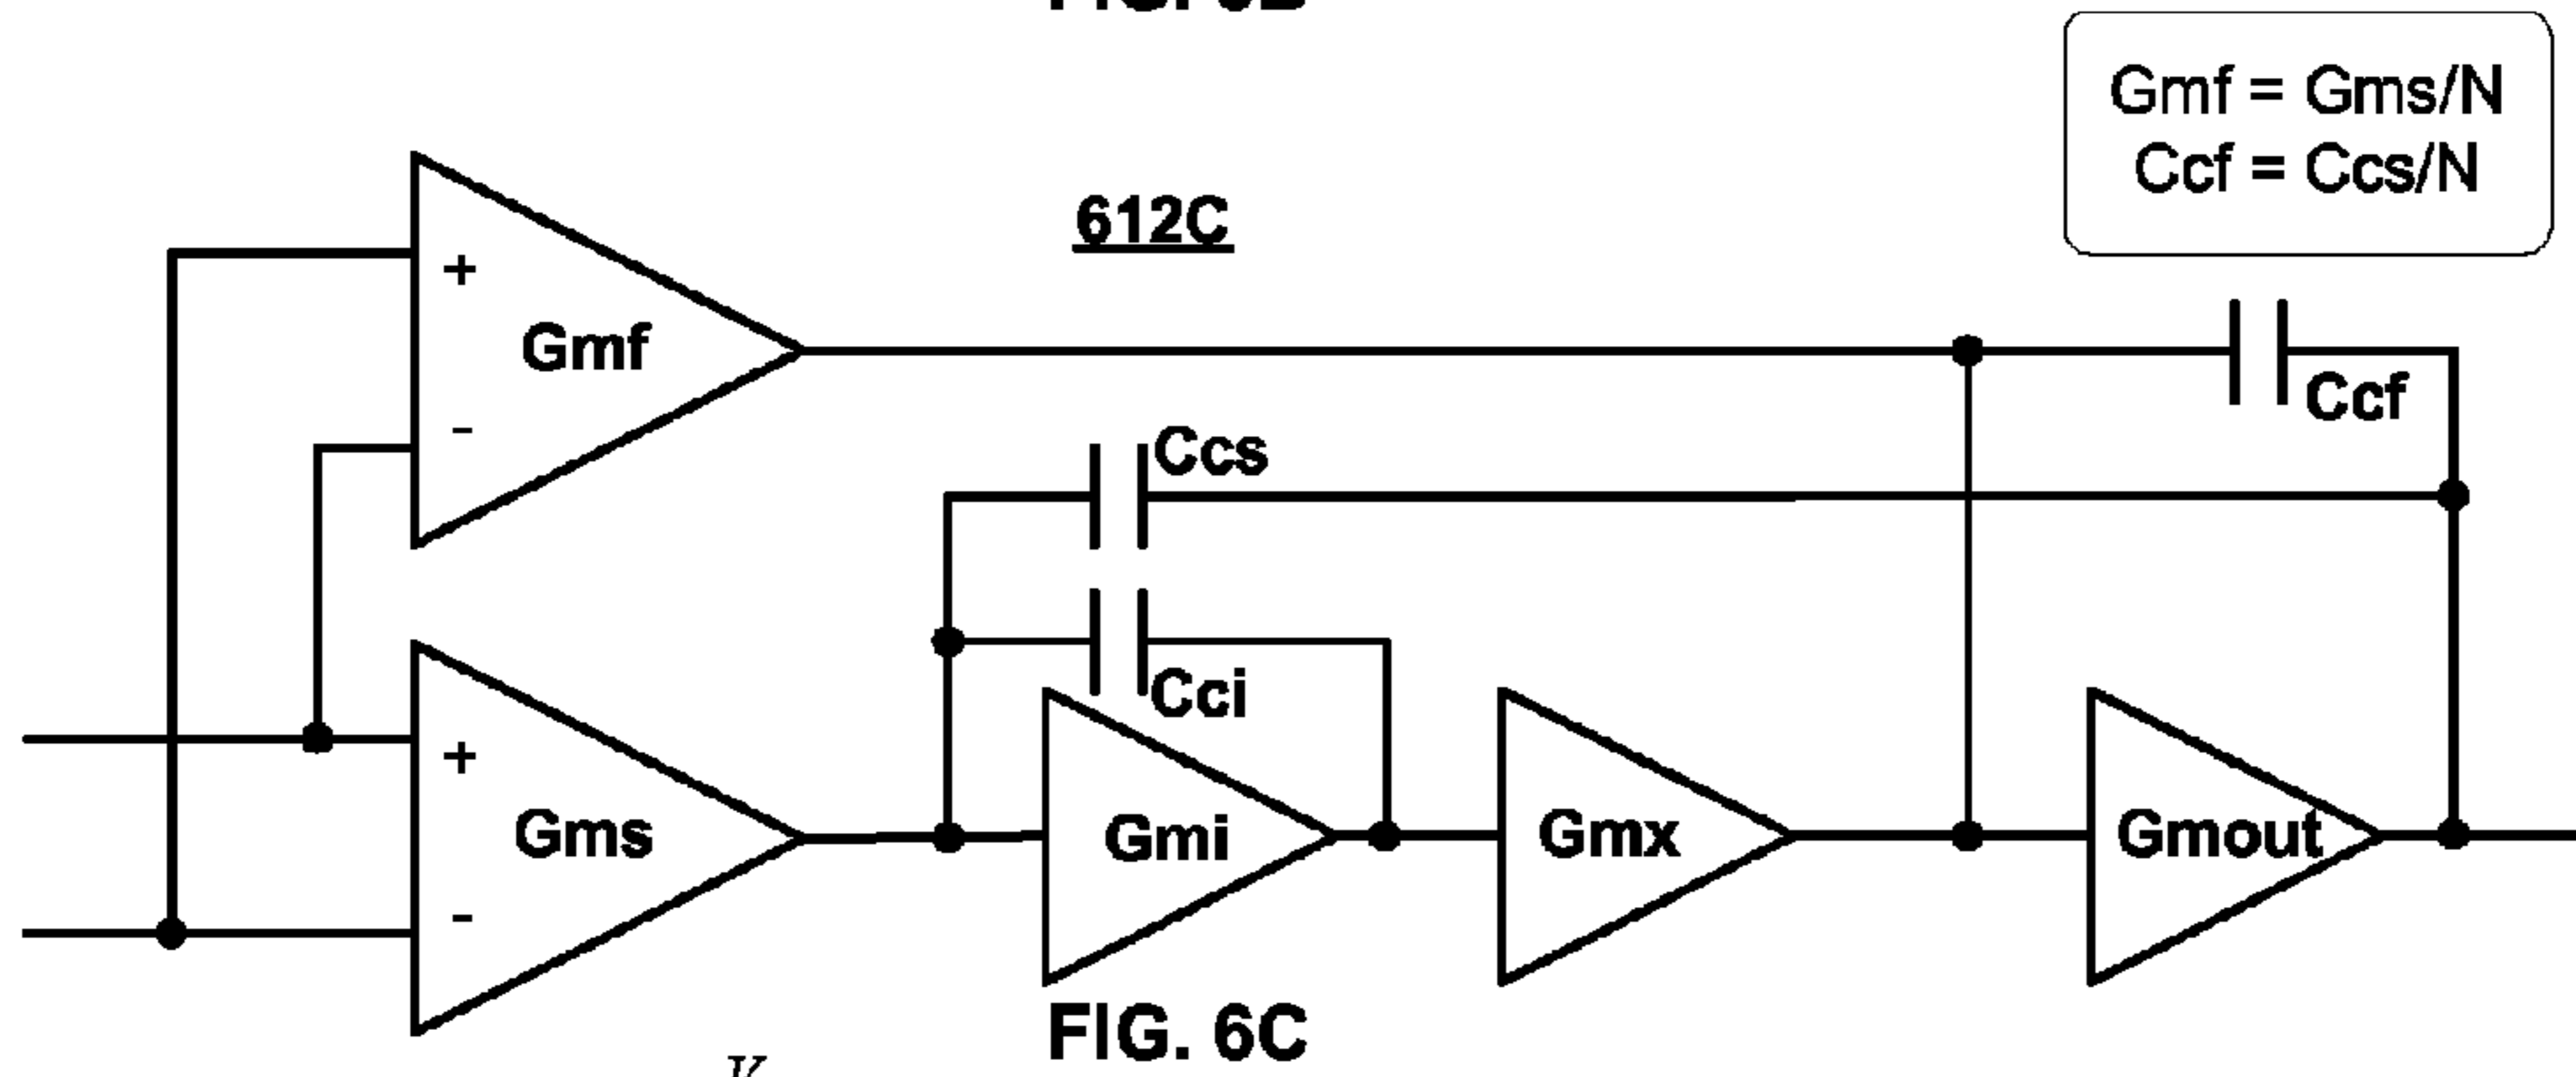 Gmf = Gms/N
Ccf = Ccs/N
612C
+
Gmf
-
Ccf
Ccs
Cci
+
Gms
-
Gmi
Gmx
Gmout
FIG. 6C